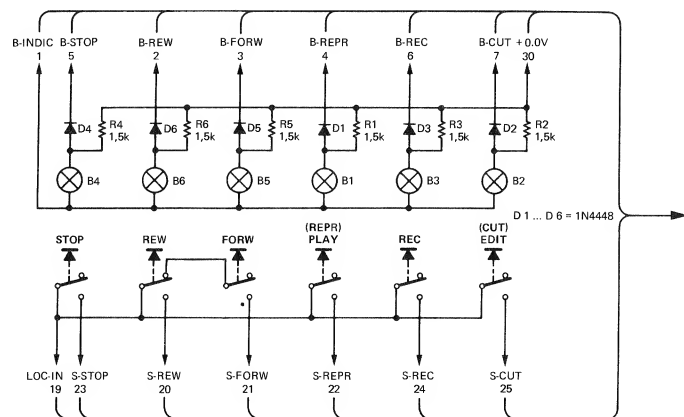 B-INDIC B-STOP B-REW B-FORW B-REPR B-REC B-CUT +0.0V
1 5 2 3 4 6 7 30
D4 R4 D6 R6 D5 R5 D1 R1 D3 R3 D2 R2
1,5k 1,5k 1,5k 1,5k 1,5k 1,5k
B4 B6 B5 B1 B3 B2
D 1 ... D 6 = 1N4448
(REPR) (CUT)
STOP REW FORW PLAY REC EDIT
LOC-IN S-STOP S-REW S-FORW S-REPR S-REC S-CUT
19 23 20 21 22 24 25